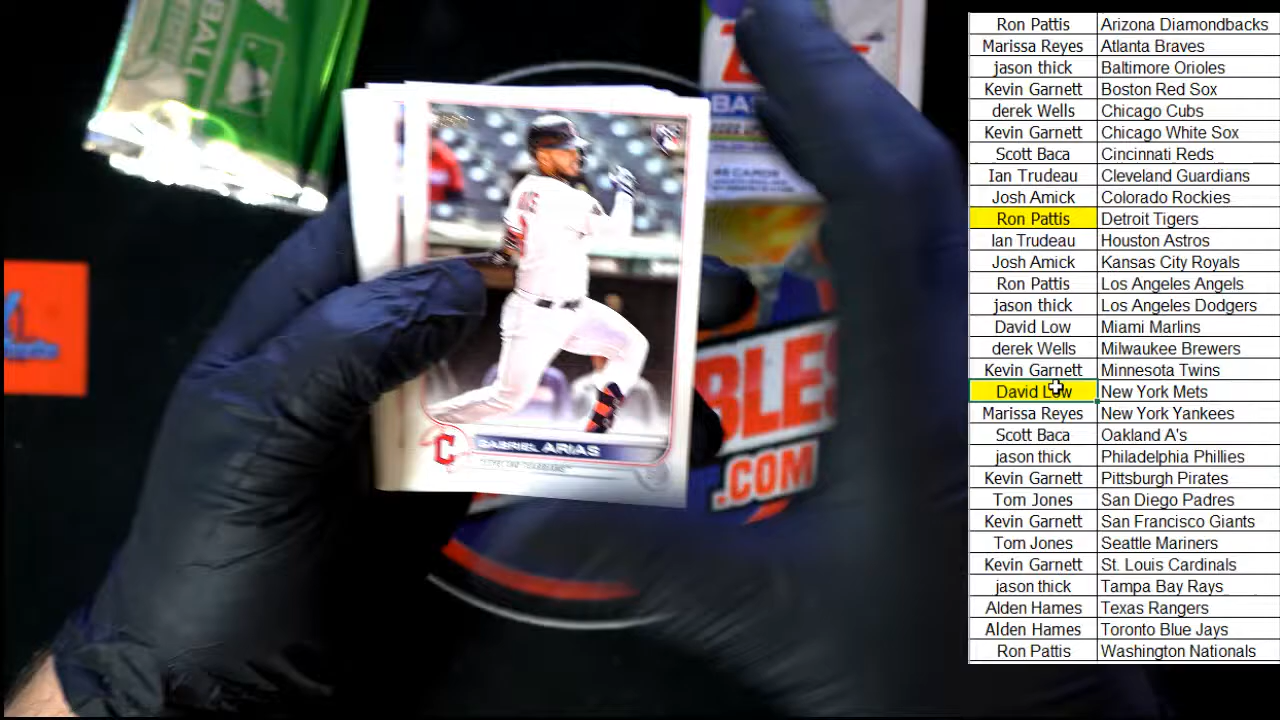 BALL
BA
BLES
.COM
C
GABRIEL ARIAS
Ron Pattis Arizona Diamondbacks
Marissa Reyes Atlanta Braves
jason thick Baltimore Orioles
Kevin Garnett Boston Red Sox
derek Wells Chicago Cubs
Kevin Garnett Chicago White Sox
Scott Baca Cincinnati Reds
Ian Trudeau Cleveland Guardians
Josh Amick Colorado Rockies
Ron Pattis Detroit Tigers
Ian Trudeau Houston Astros
Josh Amick Kansas City Royals
Ron Pattis Los Angeles Angels
jason thick Los Angeles Dodgers
David Low Miami Marlins
derek Wells Milwaukee Brewers
Kevin Garnett Minnesota Twins
David Low New York Mets
Marissa Reyes New York Yankees
Scott Baca Oakland A's
jason thick Philadelphia Phillies
Kevin Garnett Pittsburgh Pirates
Tom Jones San Diego Padres
Kevin Garnett San Francisco Giants
Tom Jones Seattle Mariners
Kevin Garnett St. Louis Cardinals
jason thick Tampa Bay Rays
Alden Hames Texas Rangers
Alden Hames Toronto Blue Jays
Ron Pattis Washington Nationals